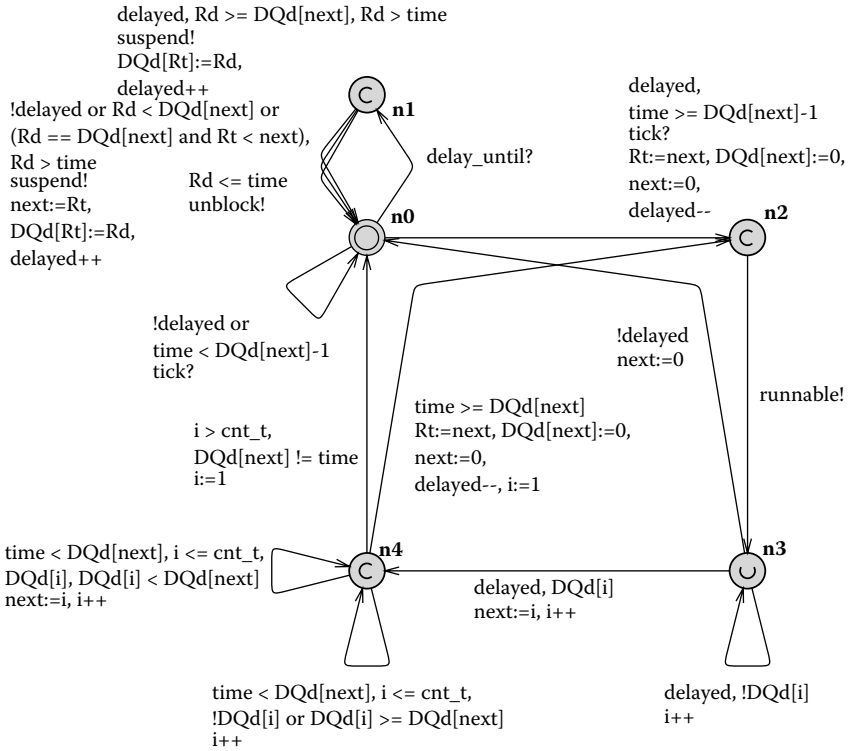 delayed, Rd >= DQd[next], Rd > time
suspend!
DQd[Rt]:=Rd,
delayed++
!delayed or Rd < DQd[next] or
(Rd == DQd[next] and Rt < next),
Rd > time
suspend!
next:=Rt,
DQd[Rt]:=Rd,
delayed++
C
n1
Rd <= time
unblock!
delay_until?
n0
delayed,
time >= DQd[next]-1
tick?
Rt:=next, DQd[next]:=0,
next:=0,
delayed--
n2
C
!delayed or
time < DQd[next]-1
tick?
!delayed
next:=0
runnable!
i > cnt_t,
DQd[next] != time
i:=1
time >= DQd[next]
Rt:=next, DQd[next]:=0,
next:=0,
delayed--, i:=1
time < DQd[next], i <= cnt_t,
DQd[i], DQd[i] < DQd[next]
next:=i, i++
n4
C
delayed, DQd[i]
next:=i, i++
n3
U
time < DQd[next], i <= cnt_t,
!DQd[i] or DQd[i] >= DQd[next]
i++
delayed, !DQd[i]
i++